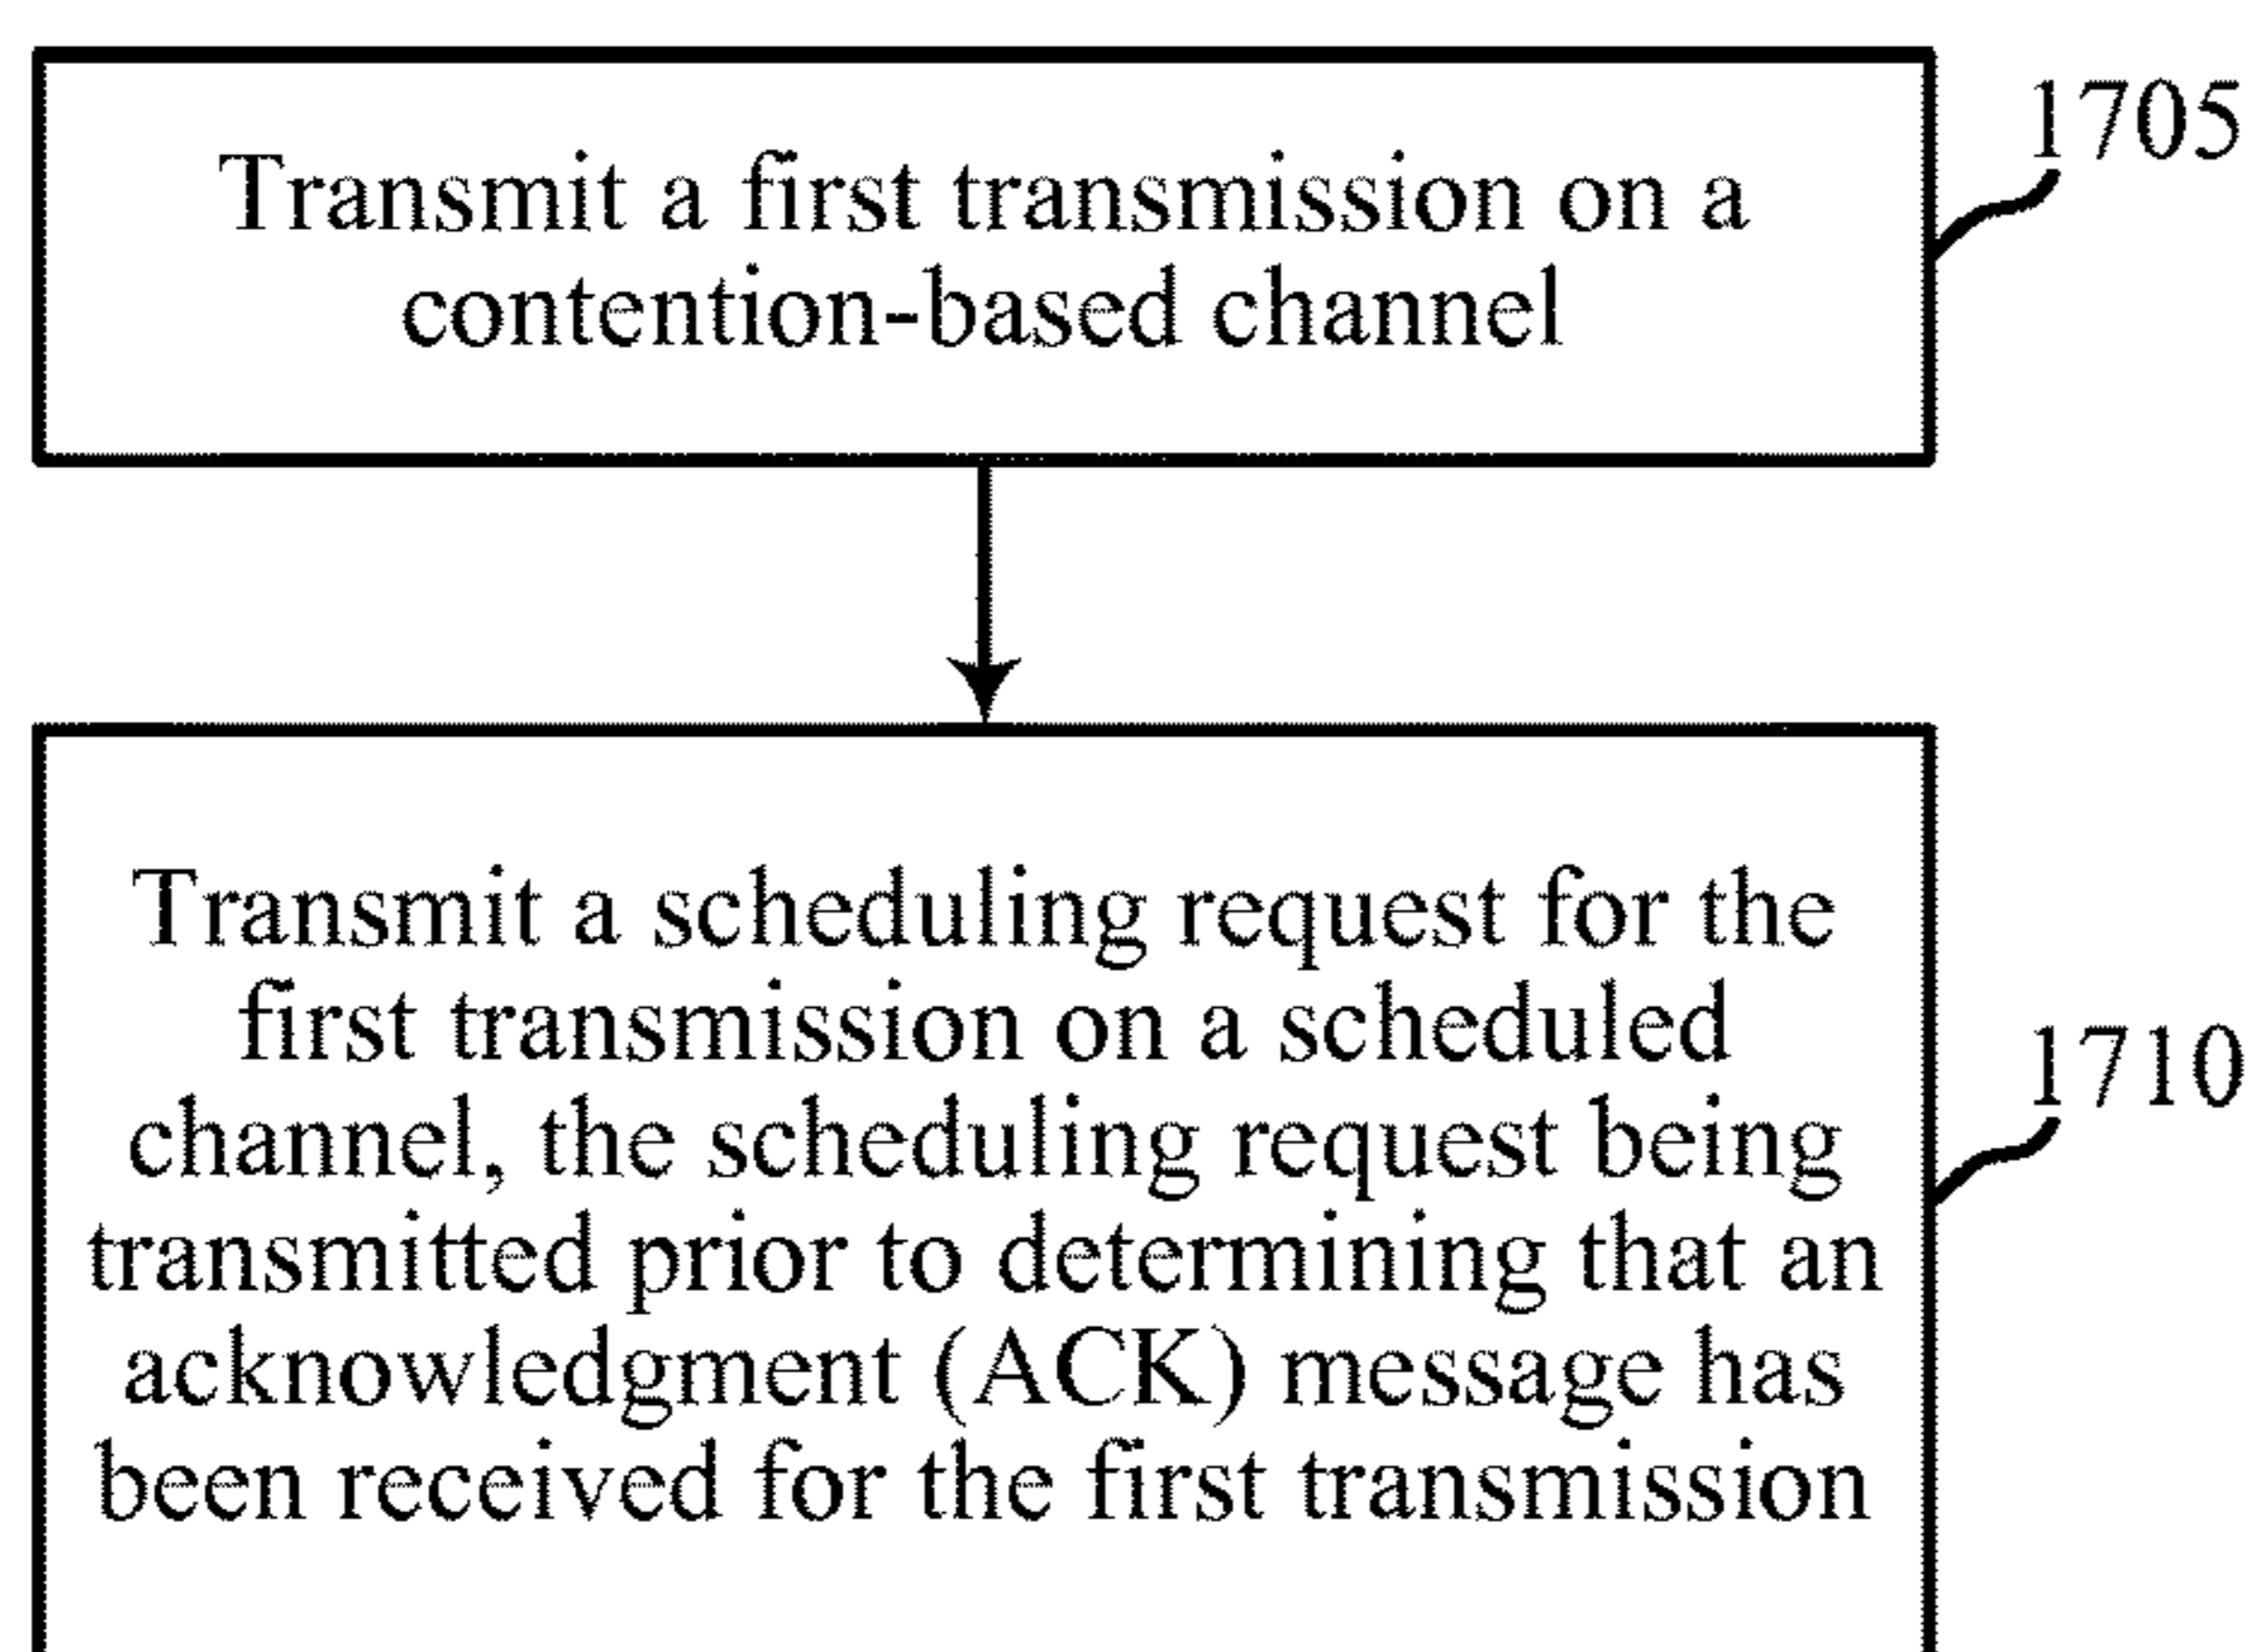 Transmit a first transmission on a
contention-based channel
1705
Transmit a scheduling request for the
first transmission on a scheduled
channel, the scheduling request being
transmitted prior to determining that an
acknowledgment (ACK) message has
been received for the first transmission
1710